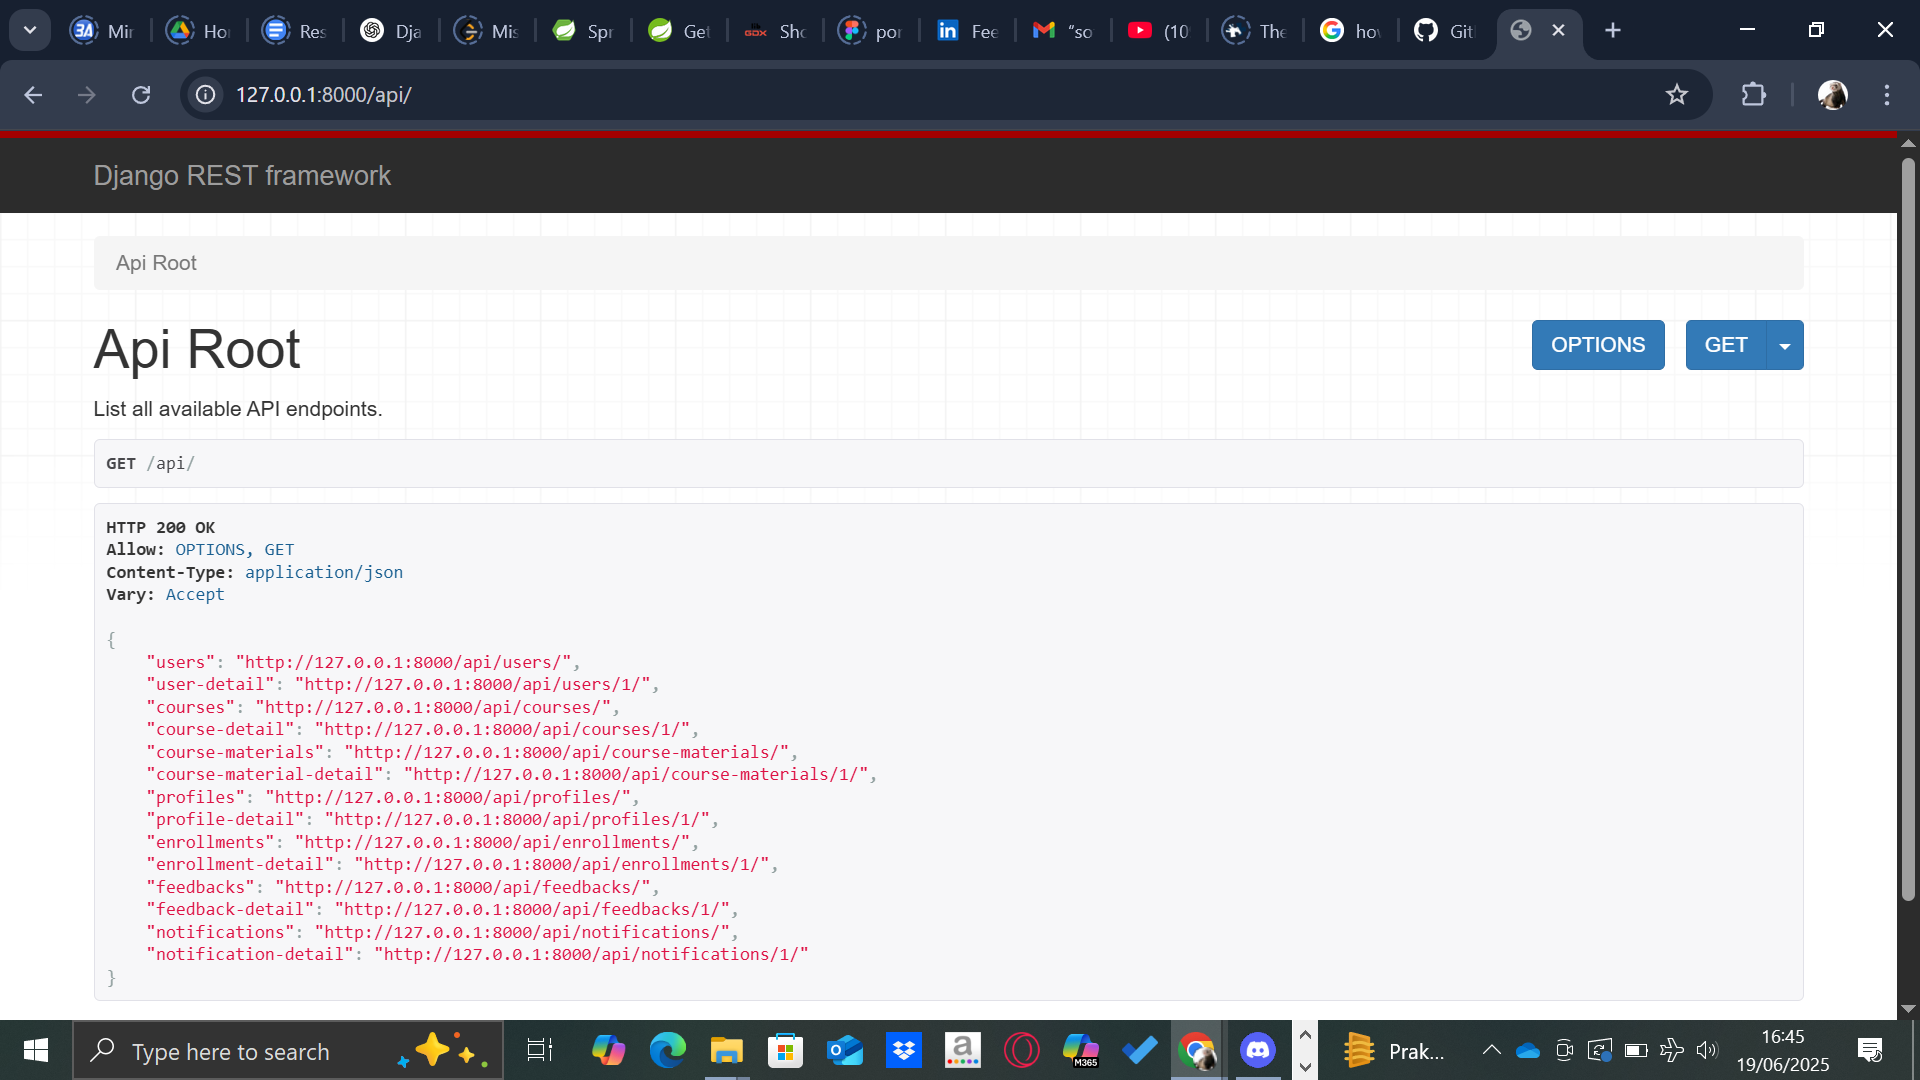 Mir
Ho
Res
Dja
Mis
Spr
Get
GDX
Sho
por
Fee
"so
(10
The
hov
Git
127.0.0.1:8000/api/
Django REST framework
Api Root
Api Root
OPTIONS
GET
List all available API endpoints.
GET /api/
HTTP 200 OK
Allow: OPTIONS, GET
Content-Type: application/json
Vary: Accept
{
"users": "http://127.0.0.1:8000/api/users/",
"user-detail": "http://127.0.0.1:8000/api/users/1/",
"courses": "http://127.0.0.1:8000/api/courses/",
"course-detail": "http://127.0.0.1:8000/api/courses/1/",
"course-materials": "http://127.0.0.1:8000/api/course-materials/",
"course-material-detail": "http://127.0.0.1:8000/api/course-materials/1/",
"profiles": "http://127.0.0.1:8000/api/profiles/",
"profile-detail": "http://127.0.0.1:8000/api/profiles/1/",
"enrollments": "http://127.0.0.1:8000/api/enrollments/",
"enrollment-detail": "http://127.0.0.1:8000/api/enrollments/1/",
"feedbacks": "http://127.0.0.1:8000/api/feedbacks/",
"feedback-detail": "http://127.0.0.1:8000/api/feedbacks/1/",
"notifications": "http://127.0.0.1:8000/api/notifications/",
"notification-detail": "http://127.0.0.1:8000/api/notifications/1/"
}
Type here to search
M365
Prak...
16:45
19/06/2025